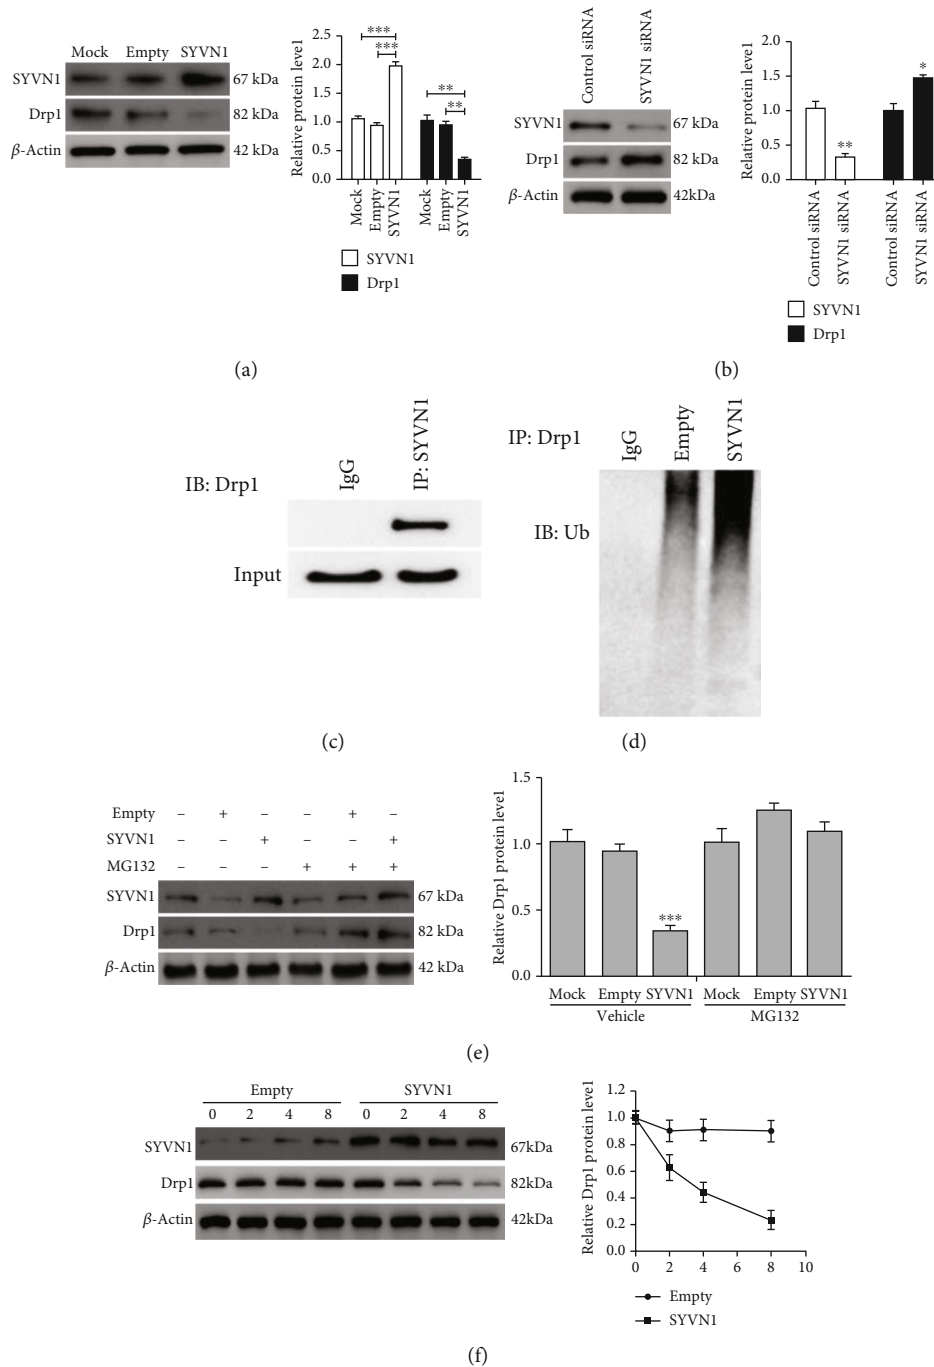 Mock Empty SYVN1
SYVN1 67 kDa
Drp1 82 kDa
β-Actin 42 kDa
Relative protein level
2.5
2.0
1.5
1.0
0.5
0.0
***
***
**
**
Mock
Empty
SYVN1
Mock
Empty
SYVN1
SYVN1
Drp1
(a)
Control siRNA
SYVN1 siRNA
SYVN1 67 kDa
Drp1 82 kDa
β-Actin 42kDa
Relative protein level
2.0
1.5
1.0
0.5
0.0
**
*
Control siRNA
SYVN1 siRNA
Control siRNA
SYVN1 siRNA
SYVN1
Drp1
(b)
IB: Drp1
IgG
IP: SYVN1
Input
(c)
IP: Drp1
IgG
Empty
SYVN1
IB: Ub
(d)
Empty – + – – + –
SYVN1 – – + – – +
MG132 – – – + + +
SYVN1 67 kDa
Drp1 82 kDa
β-Actin 42 kDa
Relative Drp1 protein level
1.5
1.0
0.5
0.0
***
Mock Empty SYVN1 Mock Empty SYVN1
Vehicle MG132
(e)
Empty SYVN1
0 2 4 8 0 2 4 8
SYVN1 67kDa
Drp1 82kDa
β-Actin 42kDa
Relative Drp1 protein level
1.2
1.0
0.8
0.6
0.4
0.2
0.0
0 2 4 6 8 10
Empty
SYVN1
(f)